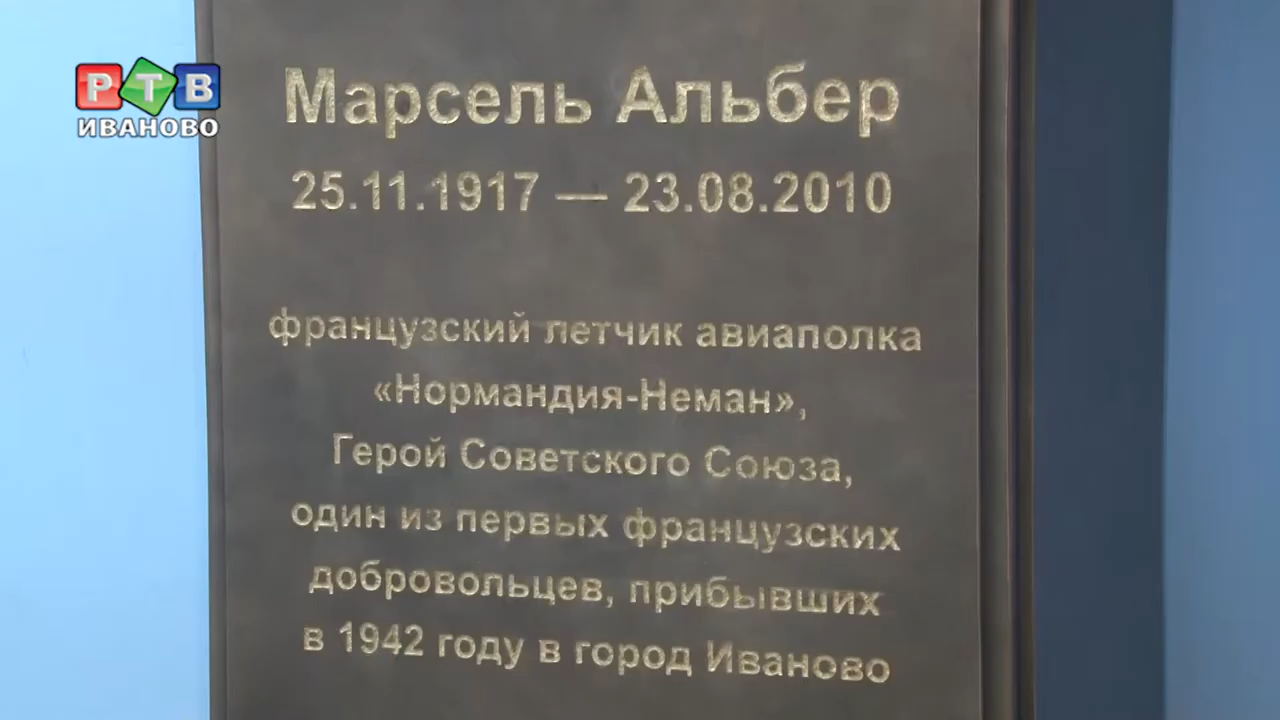 РТВ
ИВАНОВО
Марсель Альбер
25.11.1917 — 23.08.2010
французский летчик авиаполка
«Нормандия-Неман»,
Герой Советского Союза,
один из первых французских
добровольцев, прибывших
в 1942 году в город Иваново